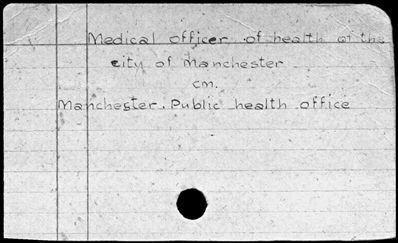 Medical officer of health of the
city of Manchester
cm.
Manchester. Public health office